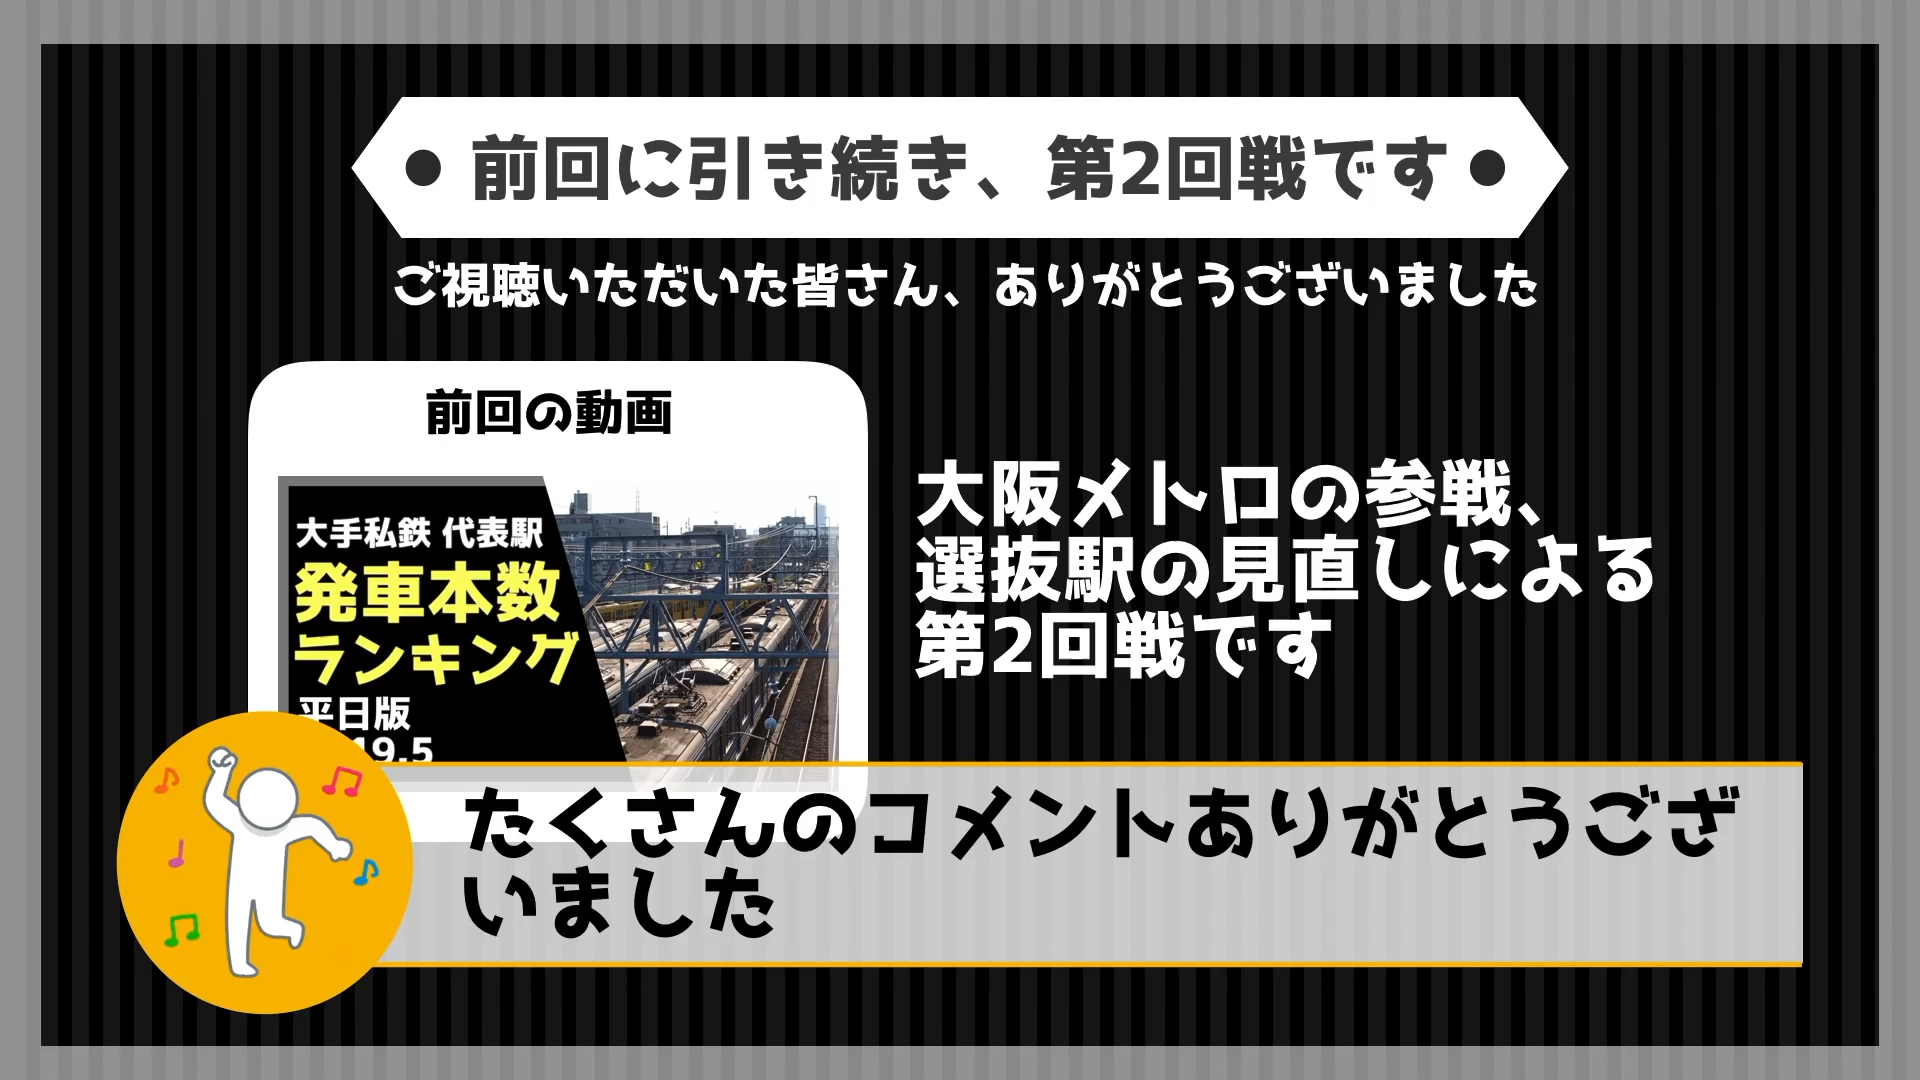 ● 前回に引き続き、第2回戦です ●
ご視聴いただいた皆さん、ありがとうございました
前回の動画
大手私鉄 代表駅
発車本数
ランキング
平日版
19.5
大阪メトロの参戦、
選抜駅の見直しによる
第2回戦です
たくさんのコメントありがとうござ
いました